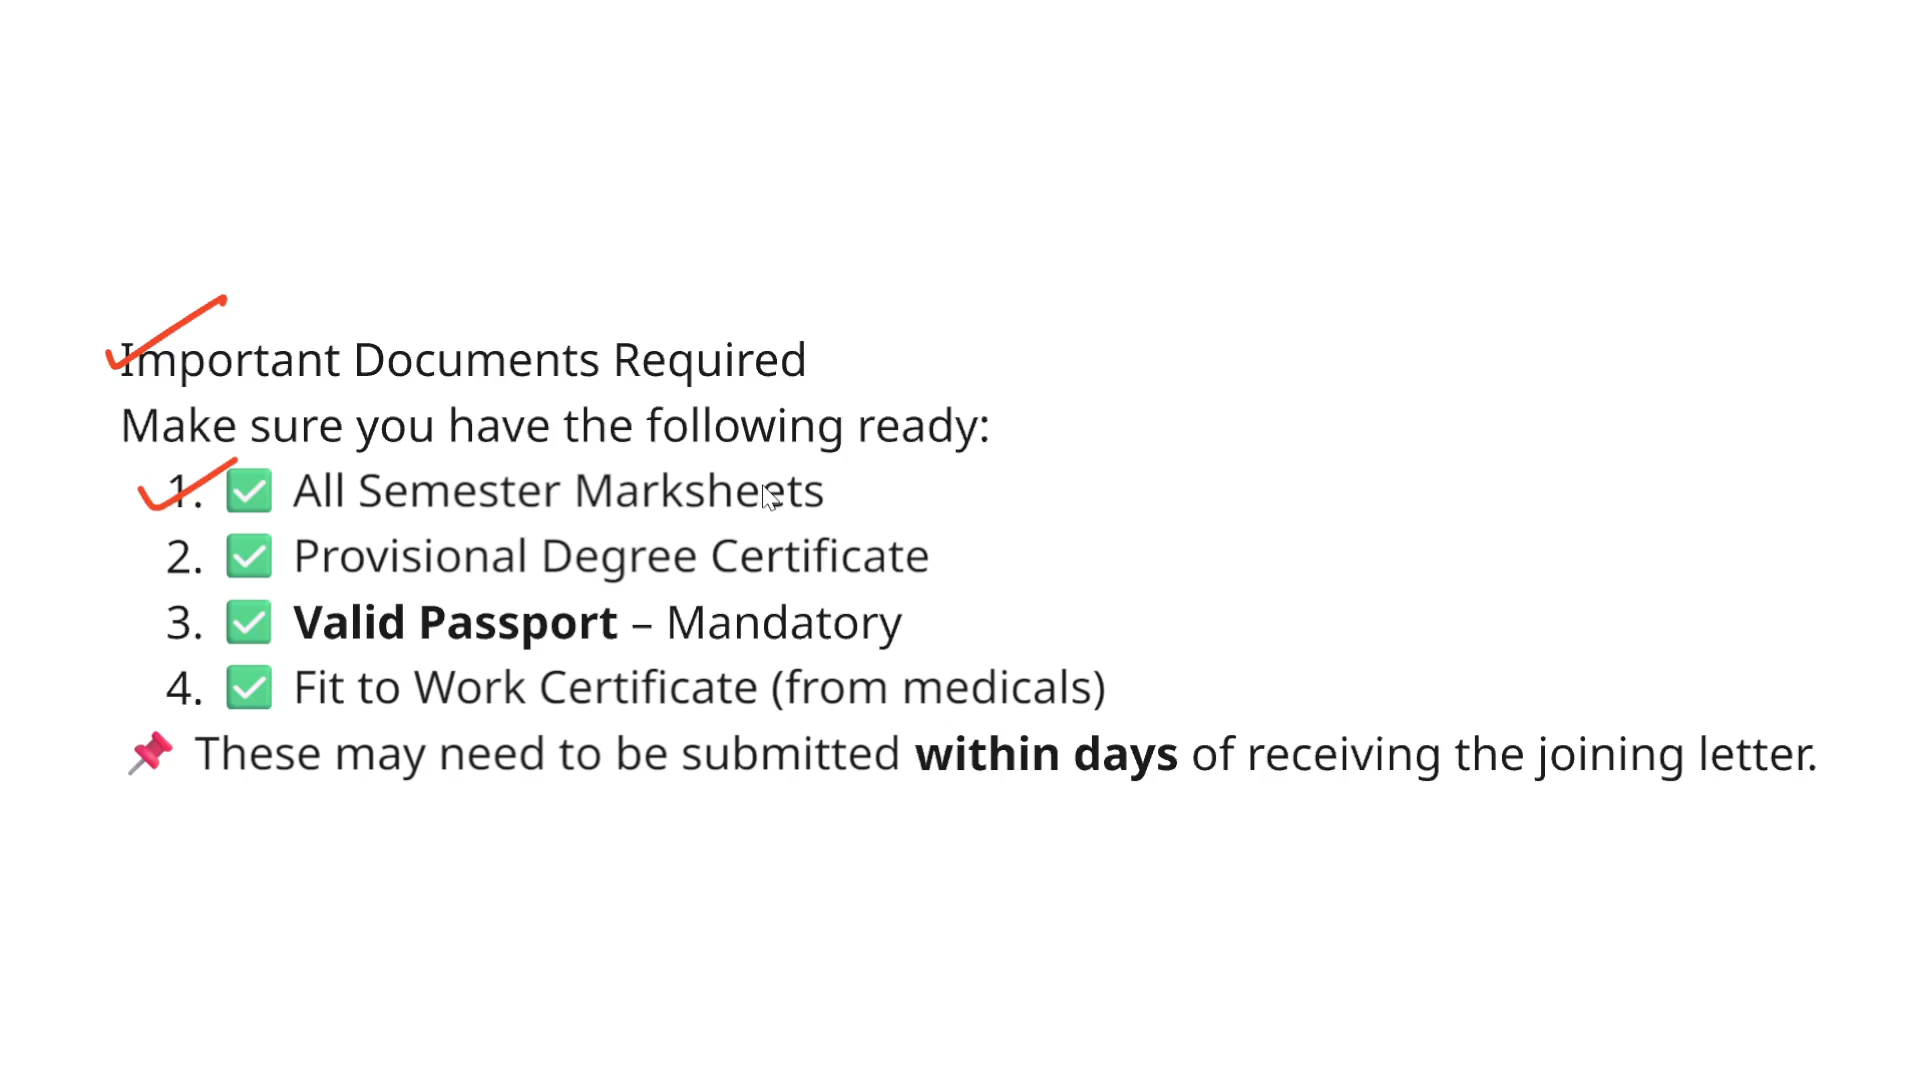 Important Documents Required
Make sure you have the following ready:
1. ✅ All Semester Marksheets
2. ✅ Provisional Degree Certificate
3. ✅ Valid Passport – Mandatory
4. ✅ Fit to Work Certificate (from medicals)
📌 These may need to be submitted within days of receiving the joining letter.